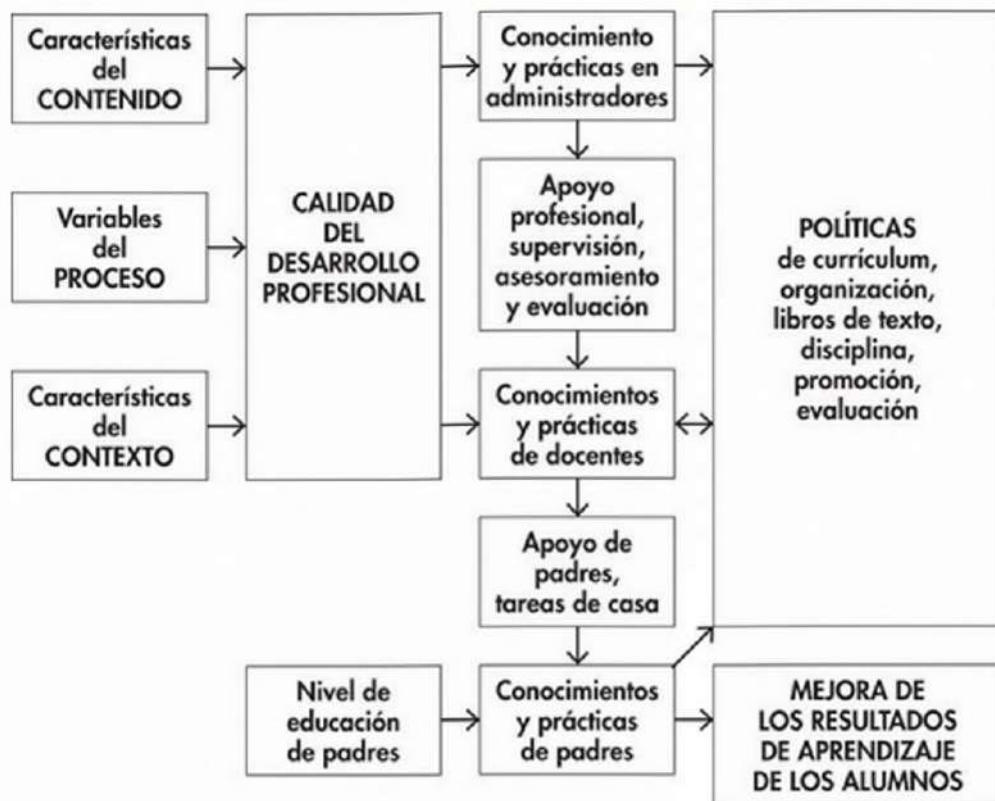 Características
del
CONTENIDO
Variables
del
PROCESO
Características
del
CONTEXTO
CALIDAD
DEL
DESARROLLO
PROFESIONAL
Conocimiento
y prácticas en
administradores
Apoyo
profesional,
supervisión,
asesoramiento
y evaluación
Conocimientos
y prácticas
de docentes
Apoyo de
padres,
tareas de casa
Nivel de
educación
de padres
Conocimientos
y prácticas
de padres
POLÍTICAS
de currículum,
organización,
libros de texto,
disciplina,
promoción,
evaluación
MEJORA DE
LOS RESULTADOS
DE APRENDIZAJE
DE LOS ALUMNOS